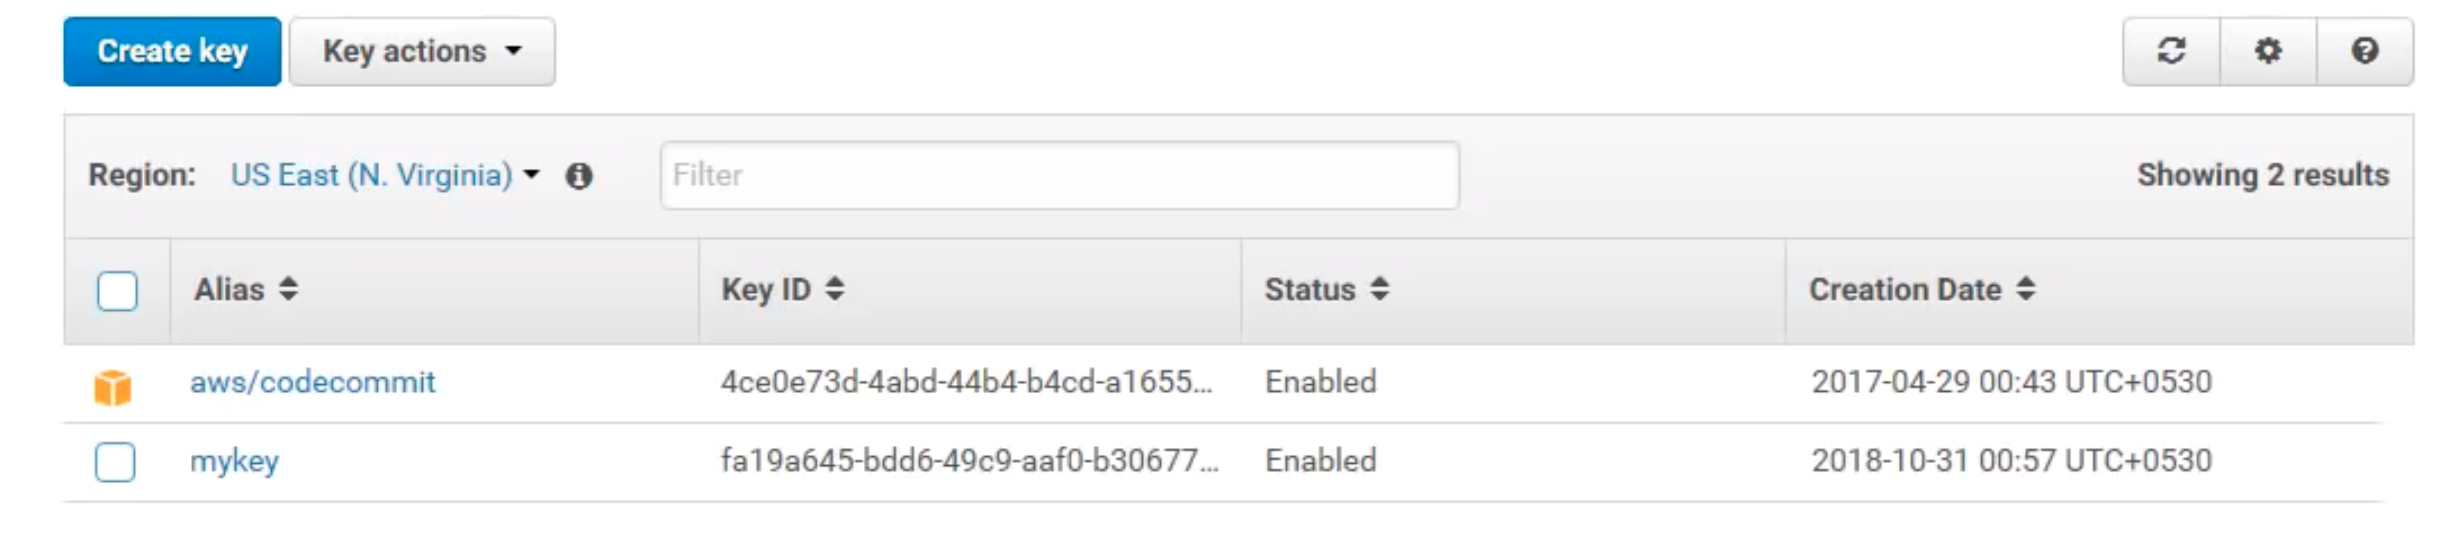 Create key Key actions
Region: US East (N. Virginia) Filter Showing 2 results
Alias Key ID Status Creation Date
aws/codecommit 4ce0e73d-4abd-44b4-b4cd-a1655... Enabled 2017-04-29 00:43 UTC+0530
mykey fa19a645-bdd6-49c9-aaf0-b30677... Enabled 2018-10-31 00:57 UTC+0530